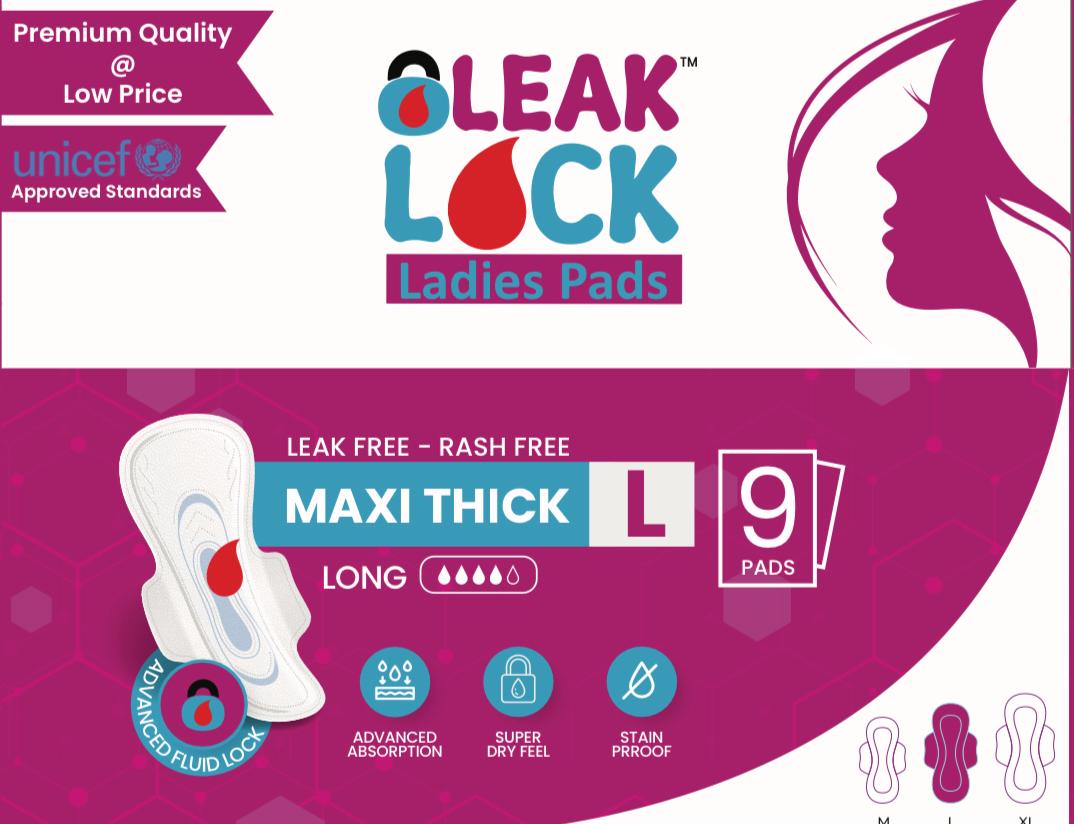 Premium Quality
@
Low Price
unicef
Approved Standards
LEAK™
LOCK
Ladies Pads
LEAK FREE - RASH FREE
MAXI THICK L
LONG
9
PADS
ADVANCED FLUID LOCK
ADVANCED
ABSORPTION
SUPER
DRY FEEL
STAIN
PRROOF
M L XL